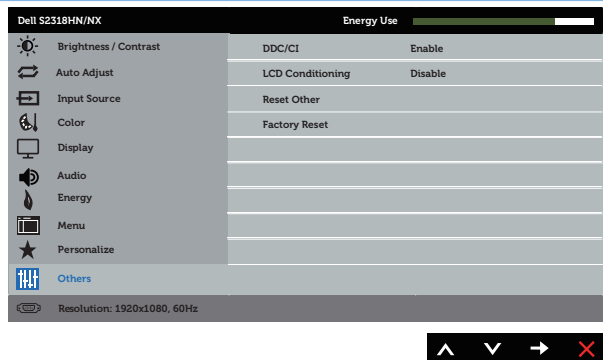 Dell S2318HN/NX Energy Use
Brightness / Contrast DDC/CI Enable
Auto Adjust LCD Conditioning Disable
Input Source Reset Other
Color Factory Reset
Display
Audio
Energy
Menu
Personalize
Others
Resolution: 1920x1080, 60Hz